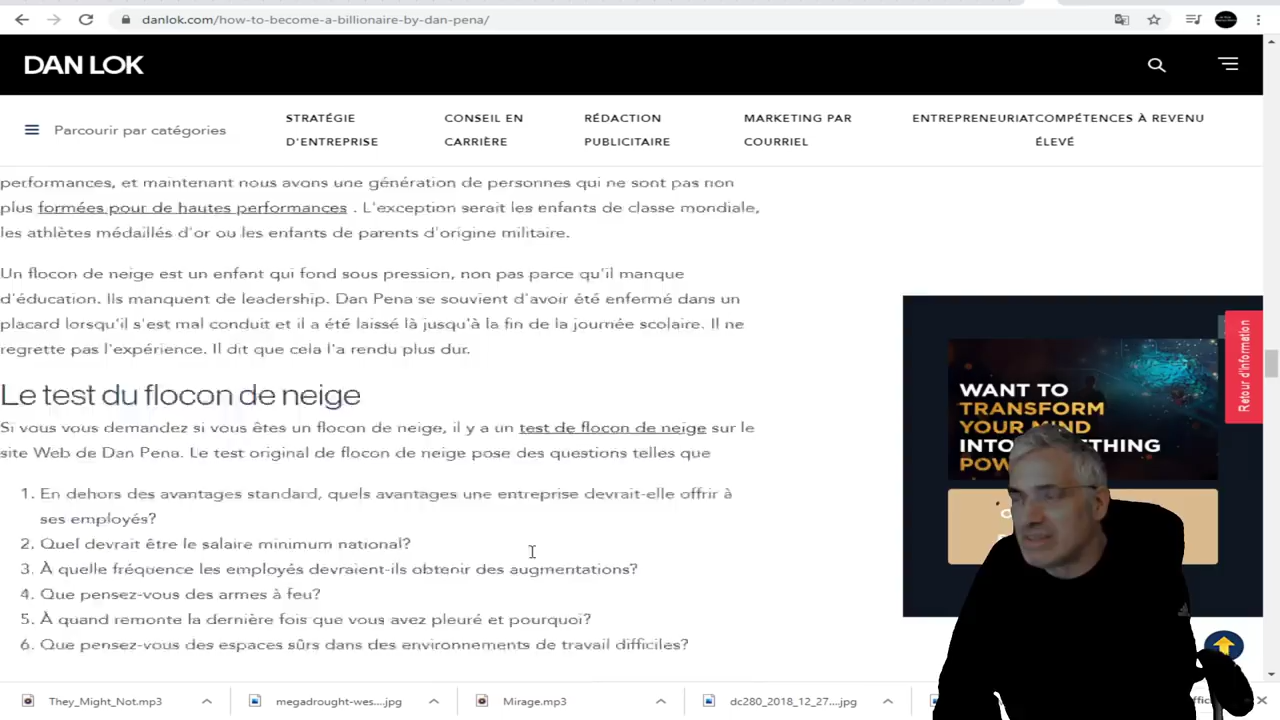 danlok.com/how-to-become-a-billionaire-by-dan-pena/
DAN LOK
Parcourir par catégories
STRATÉGIE
D'ENTREPRISE
CONSEIL EN
CARRIÈRE
RÉDACTION
PUBLICITAIRE
MARKETING PAR
COURRIEL
ENTREPRENEURIATCOMPÉTENCES À REVENU
ÉLEVÉ
performances, et maintenant nous avons une génération de personnes qui ne sont pas non
plus formées pour de hautes performances . L'exception serait les enfants de classe mondiale,
les athlètes médaillés d'or ou les enfants de parents d'origine militaire.
Un flocon de neige est un enfant qui fond sous pression, non pas parce qu'il manque
d'éducation. Ils manquent de leadership. Dan Pena se souvient d'avoir été enfermé dans un
placard lorsqu'il s'est mal conduit et il a été laissé là jusqu'à la fin de la journée scolaire. Il ne
regrette pas l'expérience. Il dit que cela l'a rendu plus dur.
Le test du flocon de neige
Si vous vous demandez si vous êtes un flocon de neige, il y a un test de flocon de neige sur le
site Web de Dan Pena. Le test original de flocon de neige pose des questions telles que
1. En dehors des avantages standard, quels avantages une entreprise devrait-elle offrir à
ses employés?
2. Quel devrait être le salaire minimum national?
3. À quelle fréquence les employés devraient-ils obtenir des augmentations?
4. Que pensez-vous des armes à feu?
5. À quand remonte la dernière fois que vous avez pleuré et pourquoi?
6. Que pensez-vous des espaces sûrs dans des environnements de travail difficiles?
WANT TO
TRANSFORM
YOUR MIND
INTO
Retour d'information
They_Might_Not.mp3
megadrought-wes....jpg
Mirage.mp3
dc280_2018_12_27....jpg